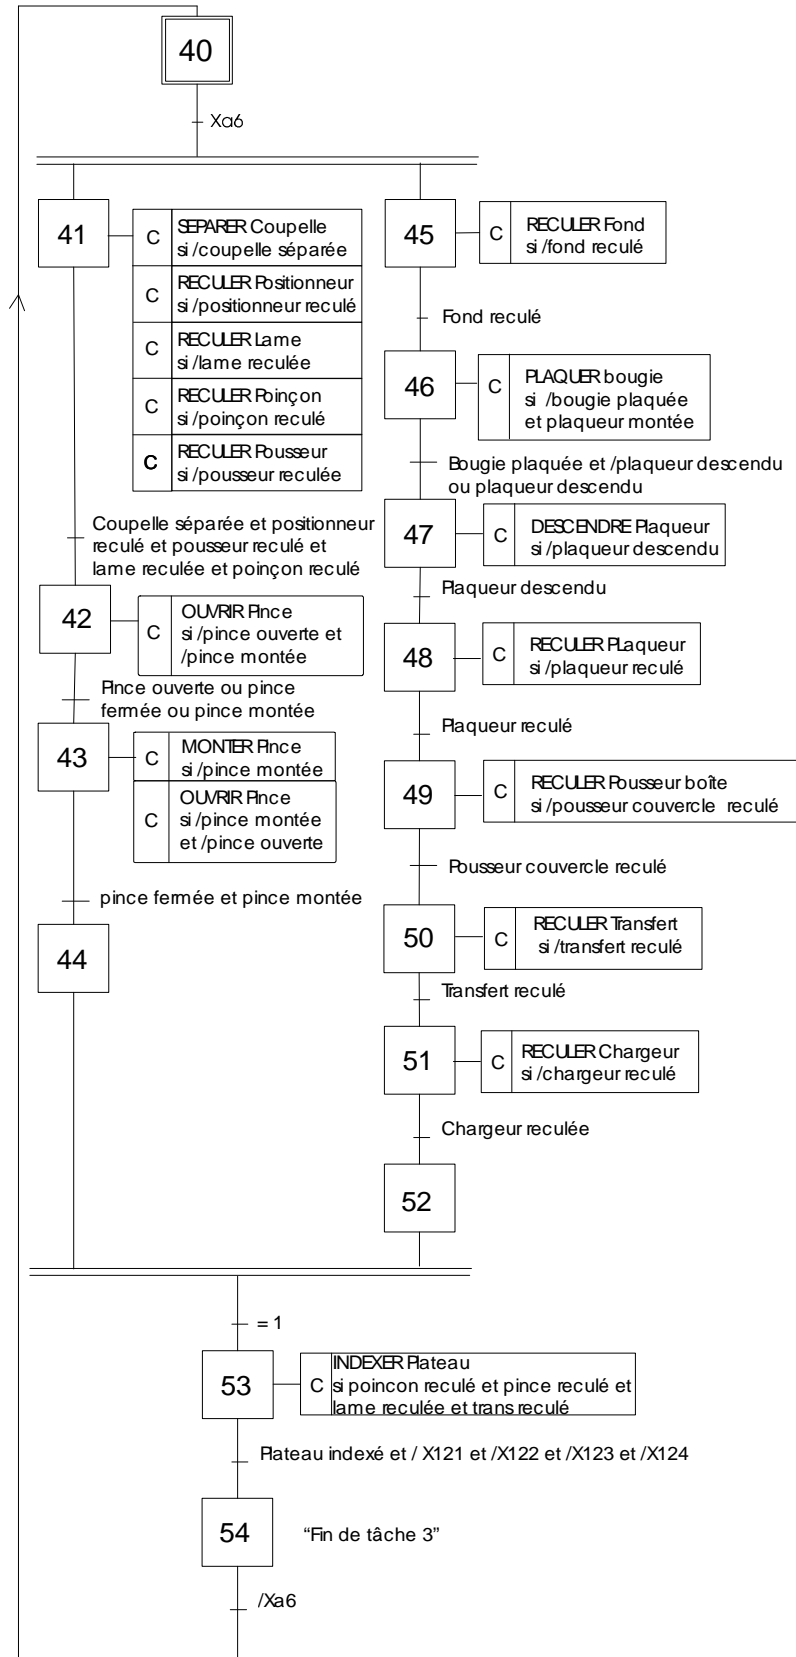 40
Xa6
41
C
SEPARER Coupelle
si /coupelle séparée
C
RECULER Positionneur
si /positionneur reculé
C
RECULER Lame
si /lame reculée
C
RECULER Poinçon
si /poinçon reculé
C
RECULER Pousseur
si /pousseur reculée
Coupelle séparée et positionneur
reculé et pousseur reculé et
lame reculée et poinçon reculé
42
C
OUVRIR Pince
si /pince ouverte et
/pince montée
Pince ouverte ou pince
fermée ou pince montée
43
C
MONTER Pince
si /pince montée
C
OUVRIR Pince
si /pince montée
et /pince ouverte
pince fermée et pince montée
44
45
C
RECULER Fond
si /fond reculé
Fond reculé
46
C
PLAQUER bougie
si /bougie plaquée
et plaqueur montée
Bougie plaquée et /plaqueur descendu
ou plaqueur descendu
47
C
DESCENDRE Plaqueur
si /plaqueur descendu
Plaqueur descendu
48
C
RECULER PLaqueur
si /plaqueur reculé
Plaqueur reculé
49
C
RECULER Pousseur boîte
si /pousseur couvercle reculé
Pousseur couvercle reculé
50
C
RECULER Transfert
si /transfert reculé
Transfert reculé
51
C
RECULER Chargeur
si /chargeur reculé
Chargeur reculée
52
= 1
53
C
INDEXER Plateau
si poincon reculé et pince reculé et
lame reculée et trans reculé
Plateau indexé et / X121 et /X122 et /X123 et /X124
54
“Fin de tâche 3”
/Xa6